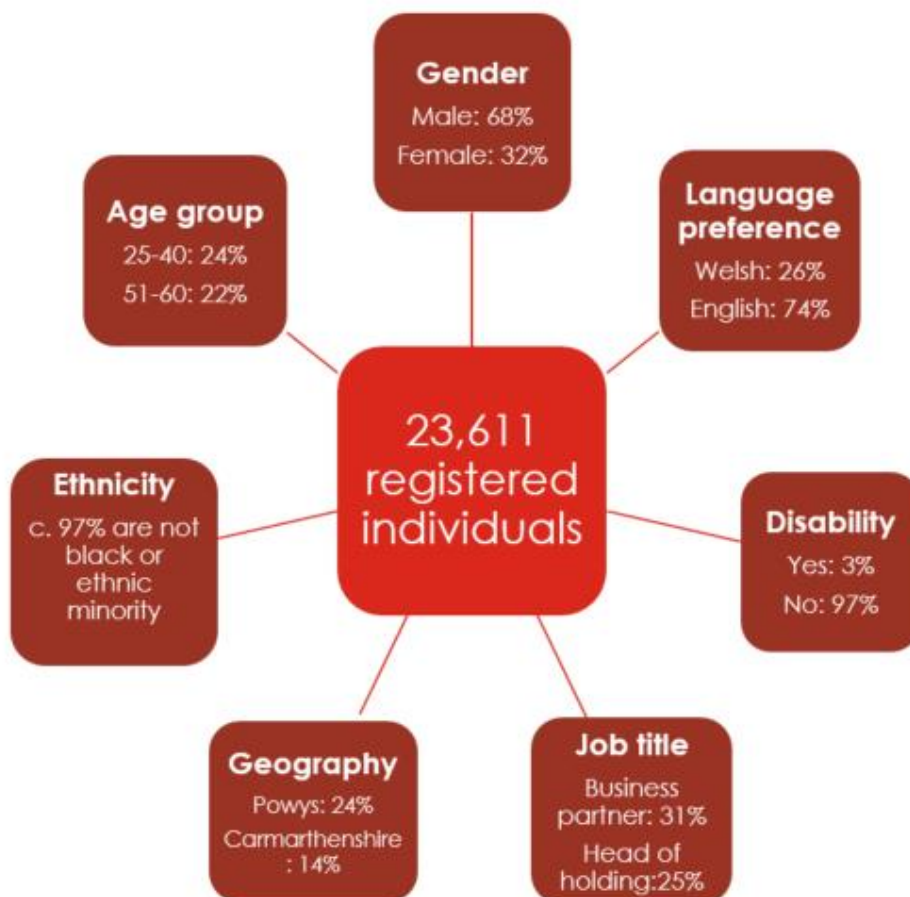 Gender
Male: 68%
Female: 32%
Language
preference
Welsh: 26%
English: 74%
Age group
25-40: 24%
51-60: 22%
23,611
registered
individuals
Ethnicity
c. 97% are not
black or
ethnic
minority
Disability
Yes: 3%
No: 97%
Geography
Powys: 24%
Carmarthenshire
: 14%
Job title
Business
partner: 31%
Head of
holding:25%